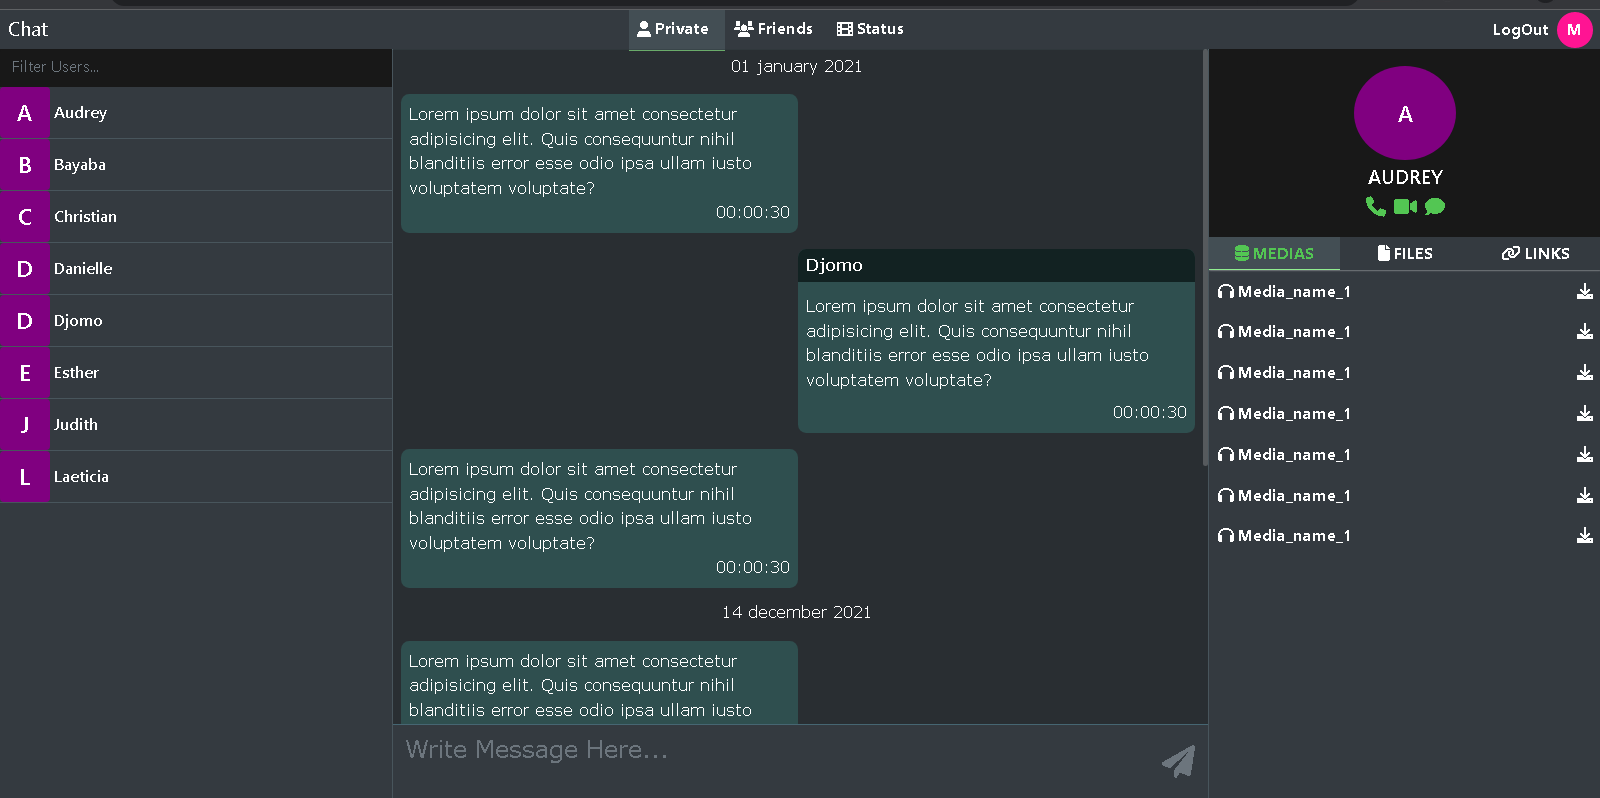 Chat
Private
Friends
Status
LogOut
M
Filter Users...
A
Audrey
B
Bayaba
C
Christian
D
Danielle
D
Djomo
E
Esther
J
Judith
L
Laeticia
01 january 2021
Lorem ipsum dolor sit amet consectetur
adipisicing elit. Quis consequuntur nihil
blanditiis error esse odio ipsa ullam iusto
voluptatem voluptate?
00:00:30
Djomo
Lorem ipsum dolor sit amet consectetur
adipisicing elit. Quis consequuntur nihil
blanditiis error esse odio ipsa ullam iusto
voluptatem voluptate?
00:00:30
Lorem ipsum dolor sit amet consectetur
adipisicing elit. Quis consequuntur nihil
blanditiis error esse odio ipsa ullam iusto
voluptatem voluptate?
00:00:30
14 december 2021
Lorem ipsum dolor sit amet consectetur
adipisicing elit. Quis consequuntur nihil
blanditiis error esse odio ipsa ullam iusto
Write Message Here...
A
AUDREY
MEDIAS
FILES
LINKS
Media_name_1
Media_name_1
Media_name_1
Media_name_1
Media_name_1
Media_name_1
Media_name_1